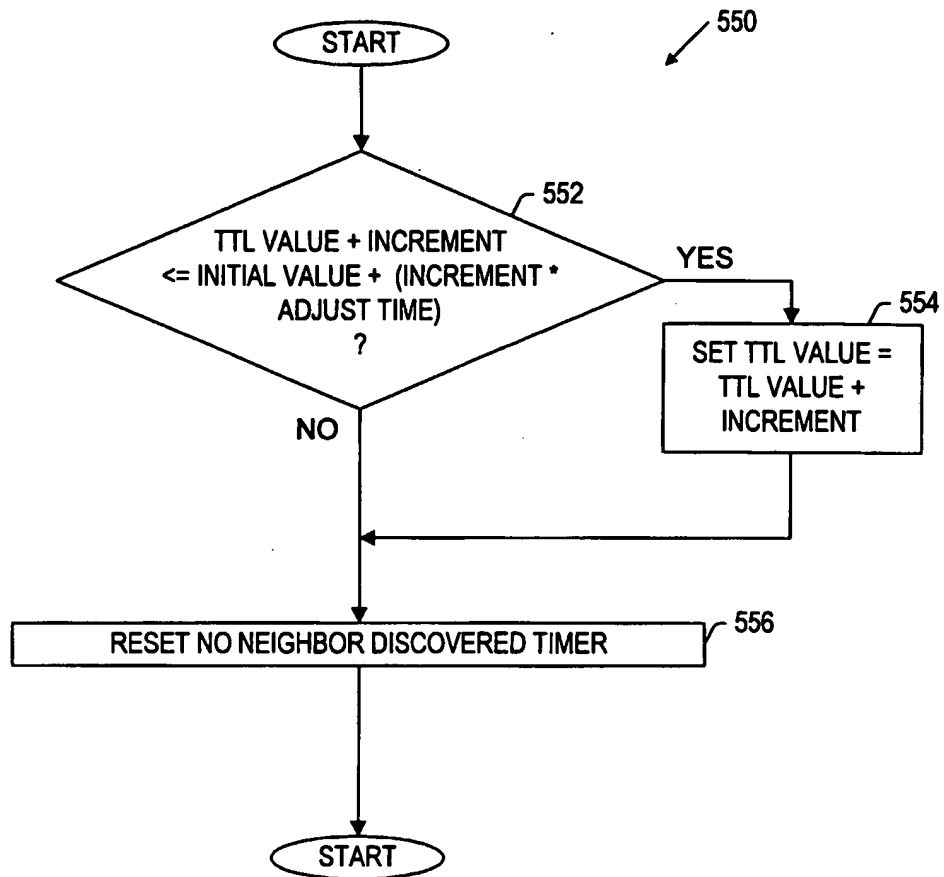 550
START
552
TTL VALUE + INCREMENT
<= INITIAL VALUE + (INCREMENT *
ADJUST TIME)
?
YES
554
SET TTL VALUE =
TTL VALUE +
INCREMENT
NO
556
RESET NO NEIGHBOR DISCOVERED TIMER
START